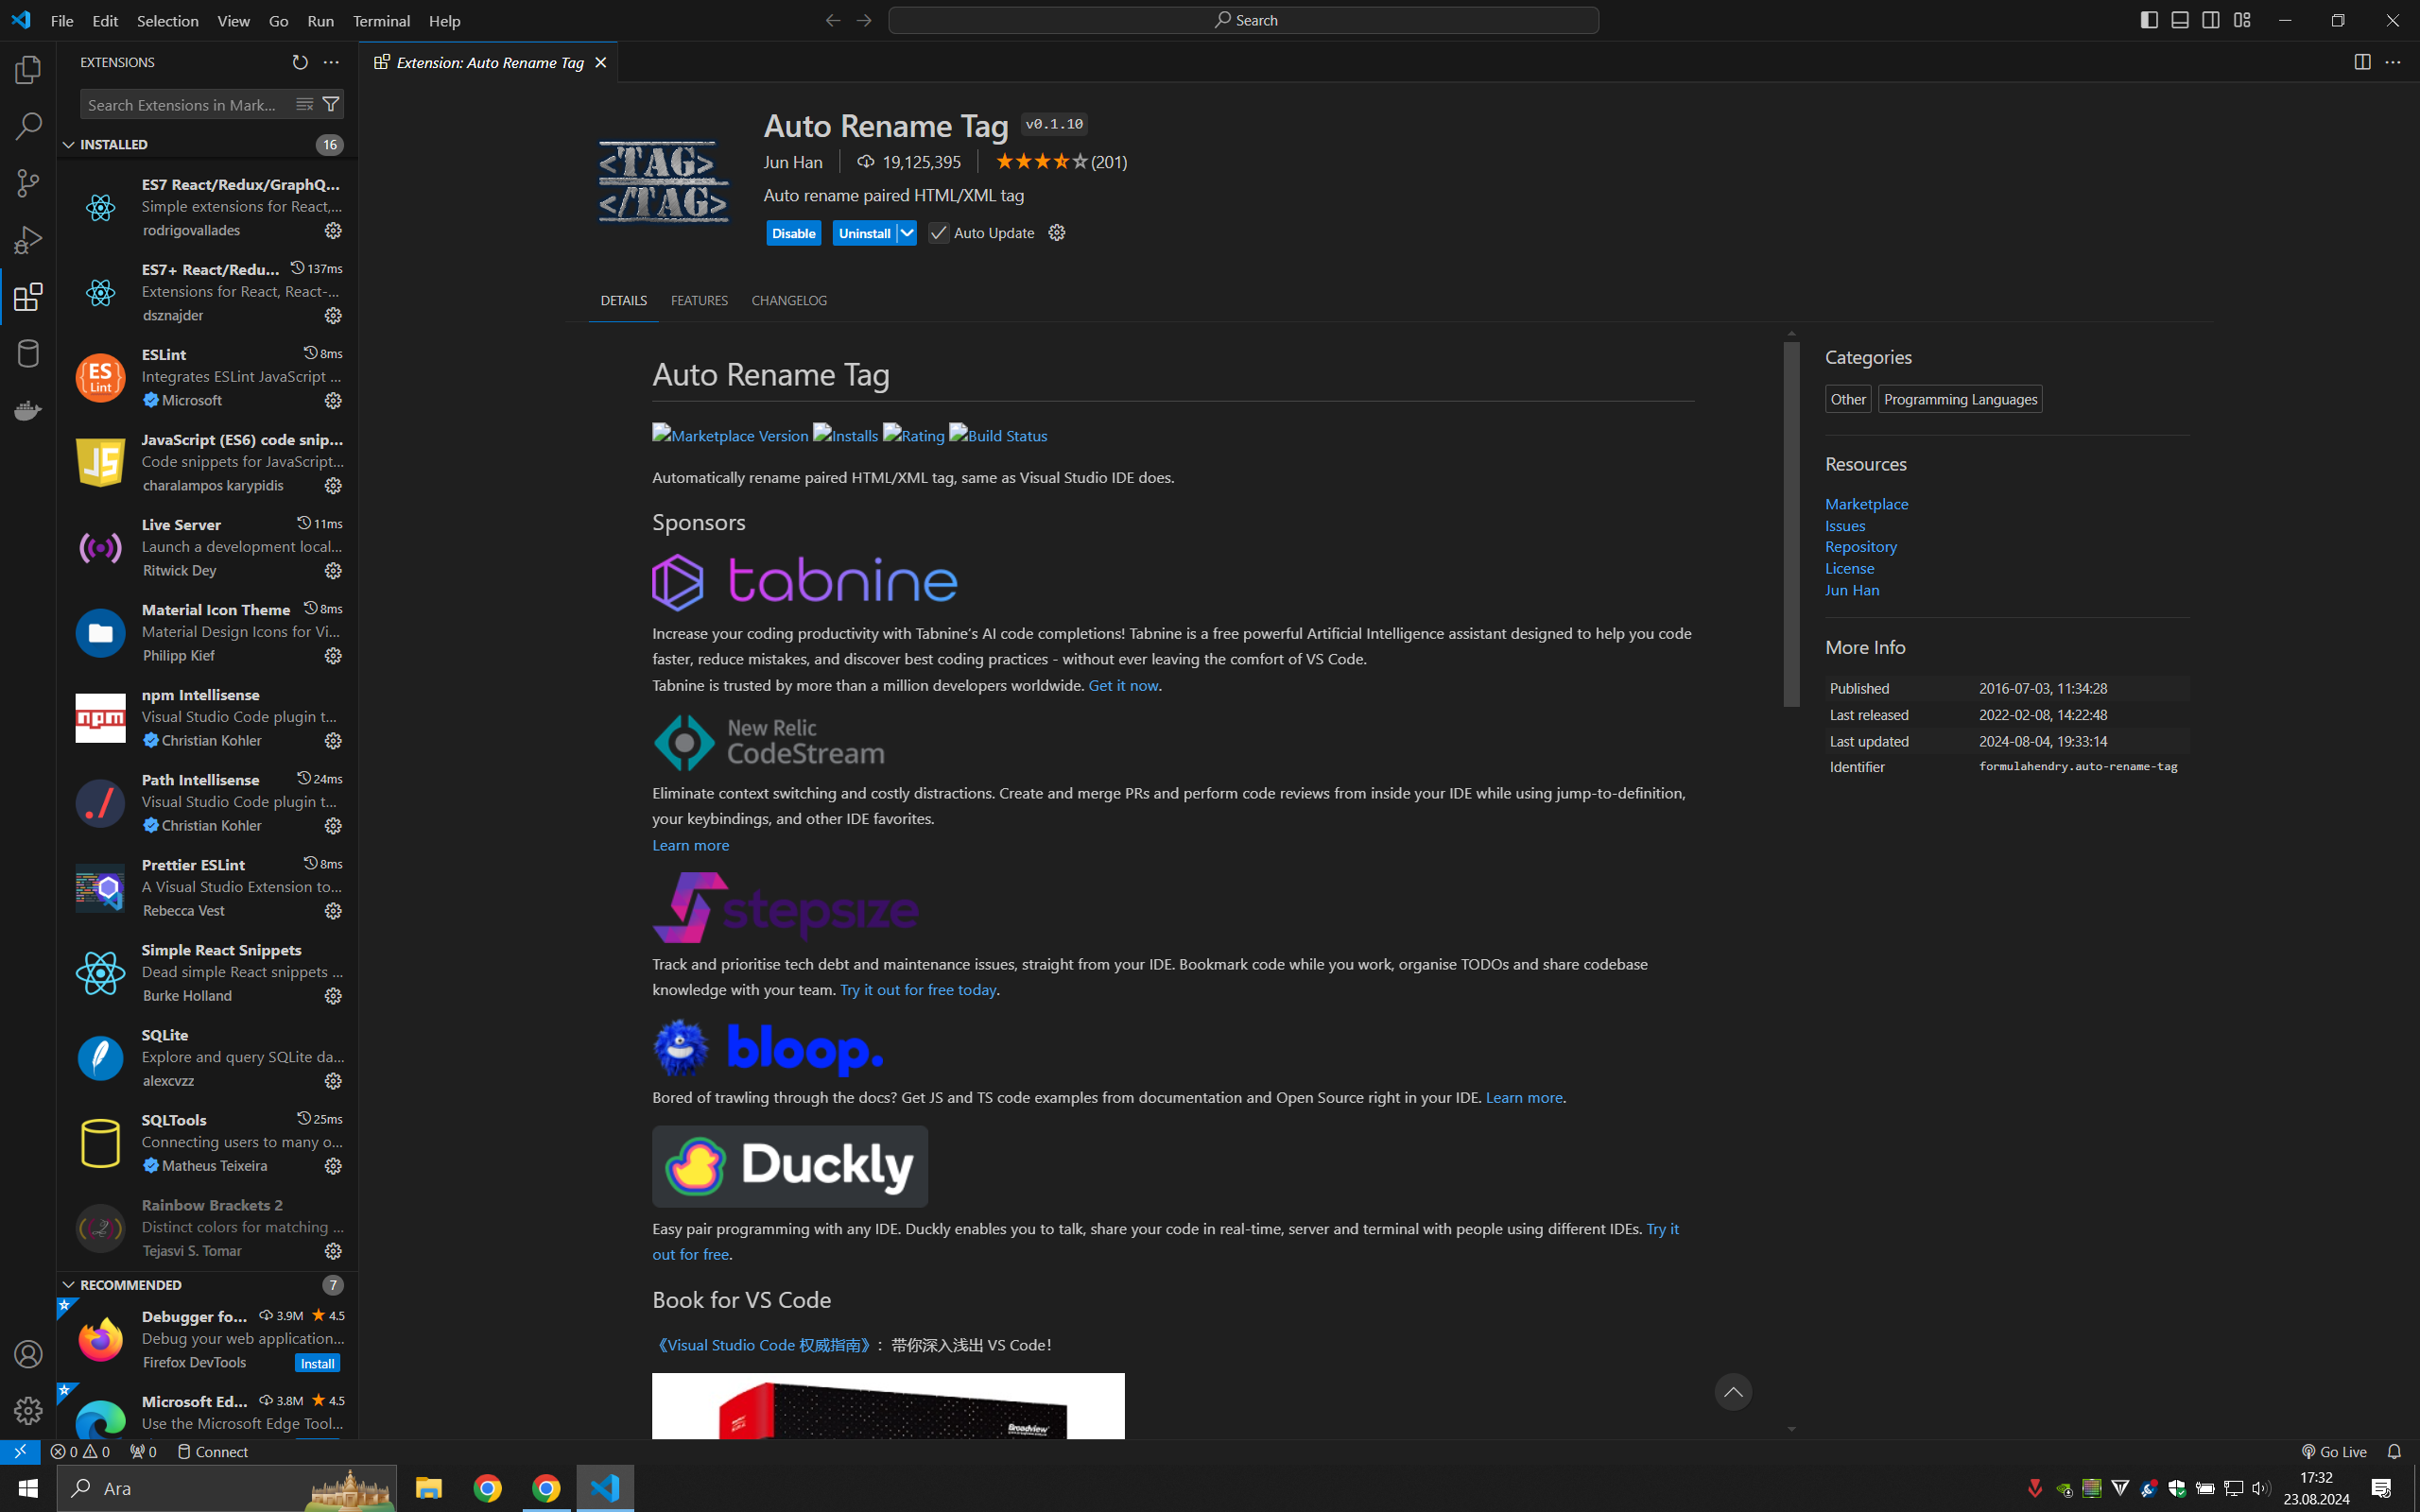 File Edit Selection View Go Run Terminal Help
Search
EXTENSIONS
Search Extensions in Mark...
INSTALLED 16
ES7 React/Redux/GraphQ...
Simple extensions for React,...
rodrigovallades
ES7+ React/Redu... 137ms
Extensions for React, React-...
dsznajder
ESLint 8ms
Integrates ESLint JavaScript ...
Microsoft
JavaScript (ES6) code snip...
Code snippets for JavaScript...
charalampos karypidis
Live Server 11ms
Launch a development local...
Ritwick Dey
Material Icon Theme 8ms
Material Design Icons for Vi...
Philipp Kief
npm Intellisense
Visual Studio Code plugin t...
Christian Kohler
Path Intellisense 24ms
Visual Studio Code plugin t...
Christian Kohler
Prettier ESLint 8ms
A Visual Studio Extension to...
Rebecca Vest
Simple React Snippets
Dead simple React snippets ...
Burke Holland
SQLite
Explore and query SQLite da...
alexcvzz
SQLTools 25ms
Connecting users to many o...
Matheus Teixeira
Rainbow Brackets 2
Distinct colors for matching ...
Tejasvi S. Tomar
RECOMMENDED 7
Debugger fo... 3.9M 4.5
Debug your web application...
Firefox DevTools Install
Microsoft Ed... 3.8M 4.5
Use the Microsoft Edge Tool...
Extension: Auto Rename Tag
<TAG>
</TAG>
Auto Rename Tag v0.1.10
Jun Han 19,125,395 (201)
Auto rename paired HTML/XML tag
Disable Uninstall Auto Update
DETAILS FEATURES CHANGELOG
Auto Rename Tag
Marketplace Version Installs Rating Build Status
Automatically rename paired HTML/XML tag, same as Visual Studio IDE does.
Sponsors
tabnine
Increase your coding productivity with Tabnine's AI code completions! Tabnine is a free powerful Artificial Intelligence assistant designed to help you code
faster, reduce mistakes, and discover best coding practices - without ever leaving the comfort of VS Code.
Tabnine is trusted by more than a million developers worldwide. Get it now.
New Relic
CodeStream
Eliminate context switching and costly distractions. Create and merge PRs and perform code reviews from inside your IDE while using jump-to-definition,
your keybindings, and other IDE favorites.
Learn more
stepsize
Track and prioritise tech debt and maintenance issues, straight from your IDE. Bookmark code while you work, organise TODOs and share codebase
knowledge with your team. Try it out for free today.
bloop.
Bored of trawling through the docs? Get JS and TS code examples from documentation and Open Source right in your IDE. Learn more.
Duckly
Easy pair programming with any IDE. Duckly enables you to talk, share your code in real-time, server and terminal with people using different IDEs. Try it
out for free.
Book for VS Code
《Visual Studio Code 权威指南》：带你深入浅出 VS Code！
Broadview
Categories
Other Programming Languages
Resources
Marketplace
Issues
Repository
License
Jun Han
More Info
Published 2016-07-03, 11:34:28
Last released 2022-02-08, 14:22:48
Last updated 2024-08-04, 19:33:14
Identifier formulahendry.auto-rename-tag
0 0 0 Connect
Go Live
Ara
17:32
23.08.2024